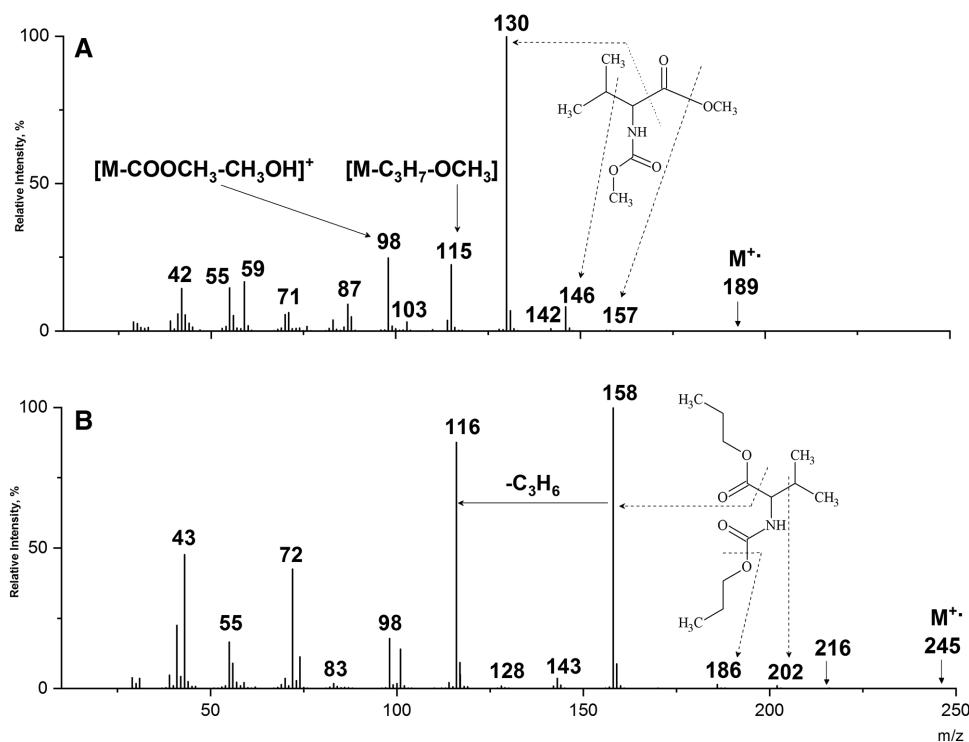 A
Relative Intensity, %
100
50
0
130
[M-COOCH3-CH3OH]+
[M-C3H7-OCH3]
98
115
42
55
59
71
87
103
142
146
157
M+·
189
CH3
O
H3C
OCH3
NH
O
O
CH3
B
Relative Intensity, %
100
50
0
158
116
-C3H6
43
72
55
83
98
128
143
186
202
216
M+·
245
H3C
O
CH3
O
CH3
O
NH
O
H3C
50
100
150
200
250
m/z